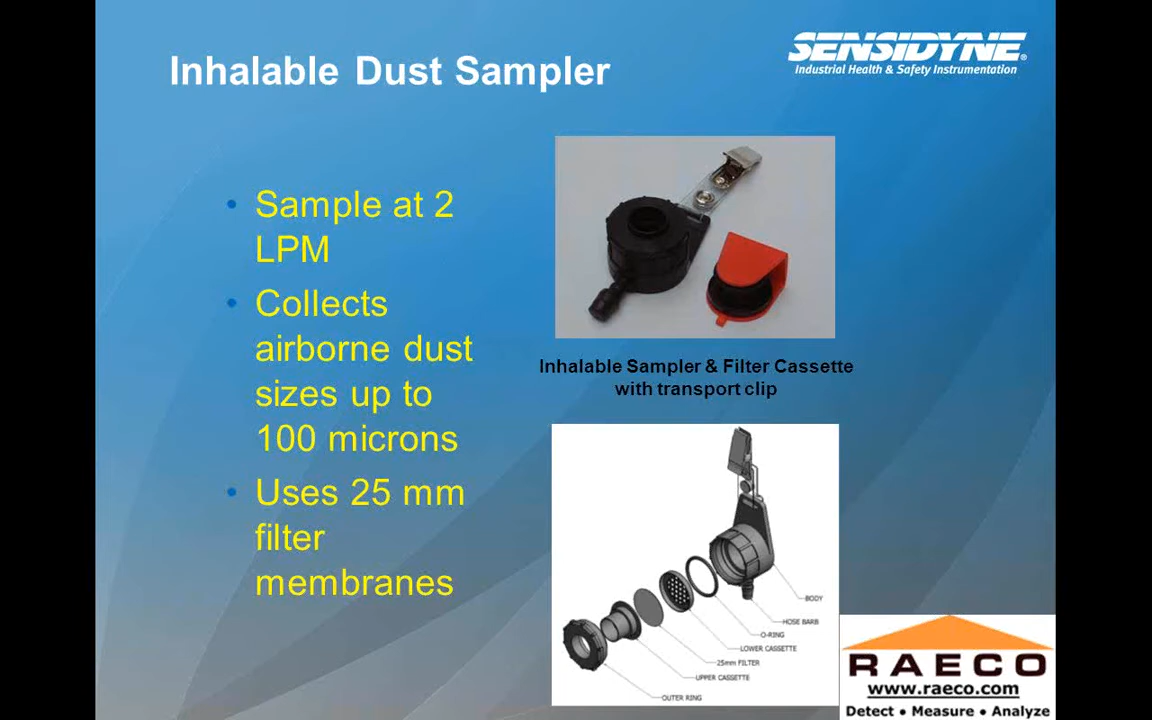 Inhalable Dust Sampler
SENSIDYNE®
Industrial Health & Safety Instrumentation
• Sample at 2
LPM
• Collects
airborne dust
sizes up to
100 microns
• Uses 25 mm
filter
membranes
Inhalable Sampler & Filter Cassette
with transport clip
BODY
HOSE BARB
O-RING
LOWER CASSETTE
25mm FILTER
UPPER CASSETTE
OUTER RING
RAECO
www.raeco.com
Detect • Measure • Analyze